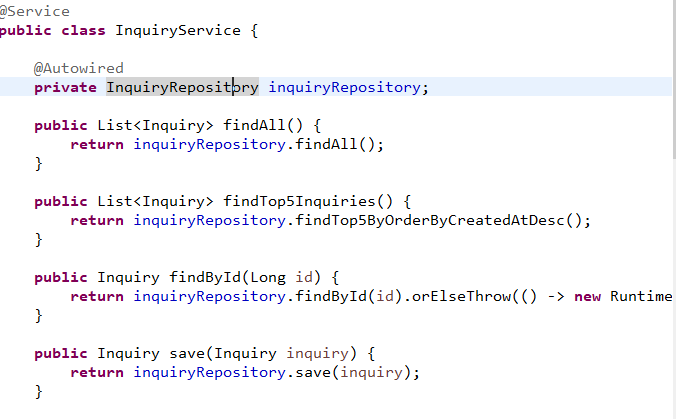 @Service
public class InquiryService {
@Autowired
private InquiryRepository inquiryRepository;
public List<Inquiry> findAll() {
return inquiryRepository.findAll();
}
public List<Inquiry> findTop5Inquiries() {
return inquiryRepository.findTop5ByOrderByCreatedAtDesc();
}
public Inquiry findById(Long id) {
return inquiryRepository.findById(id).orElseThrow(() -> new Runtime
}
public Inquiry save(Inquiry inquiry) {
return inquiryRepository.save(inquiry);
}